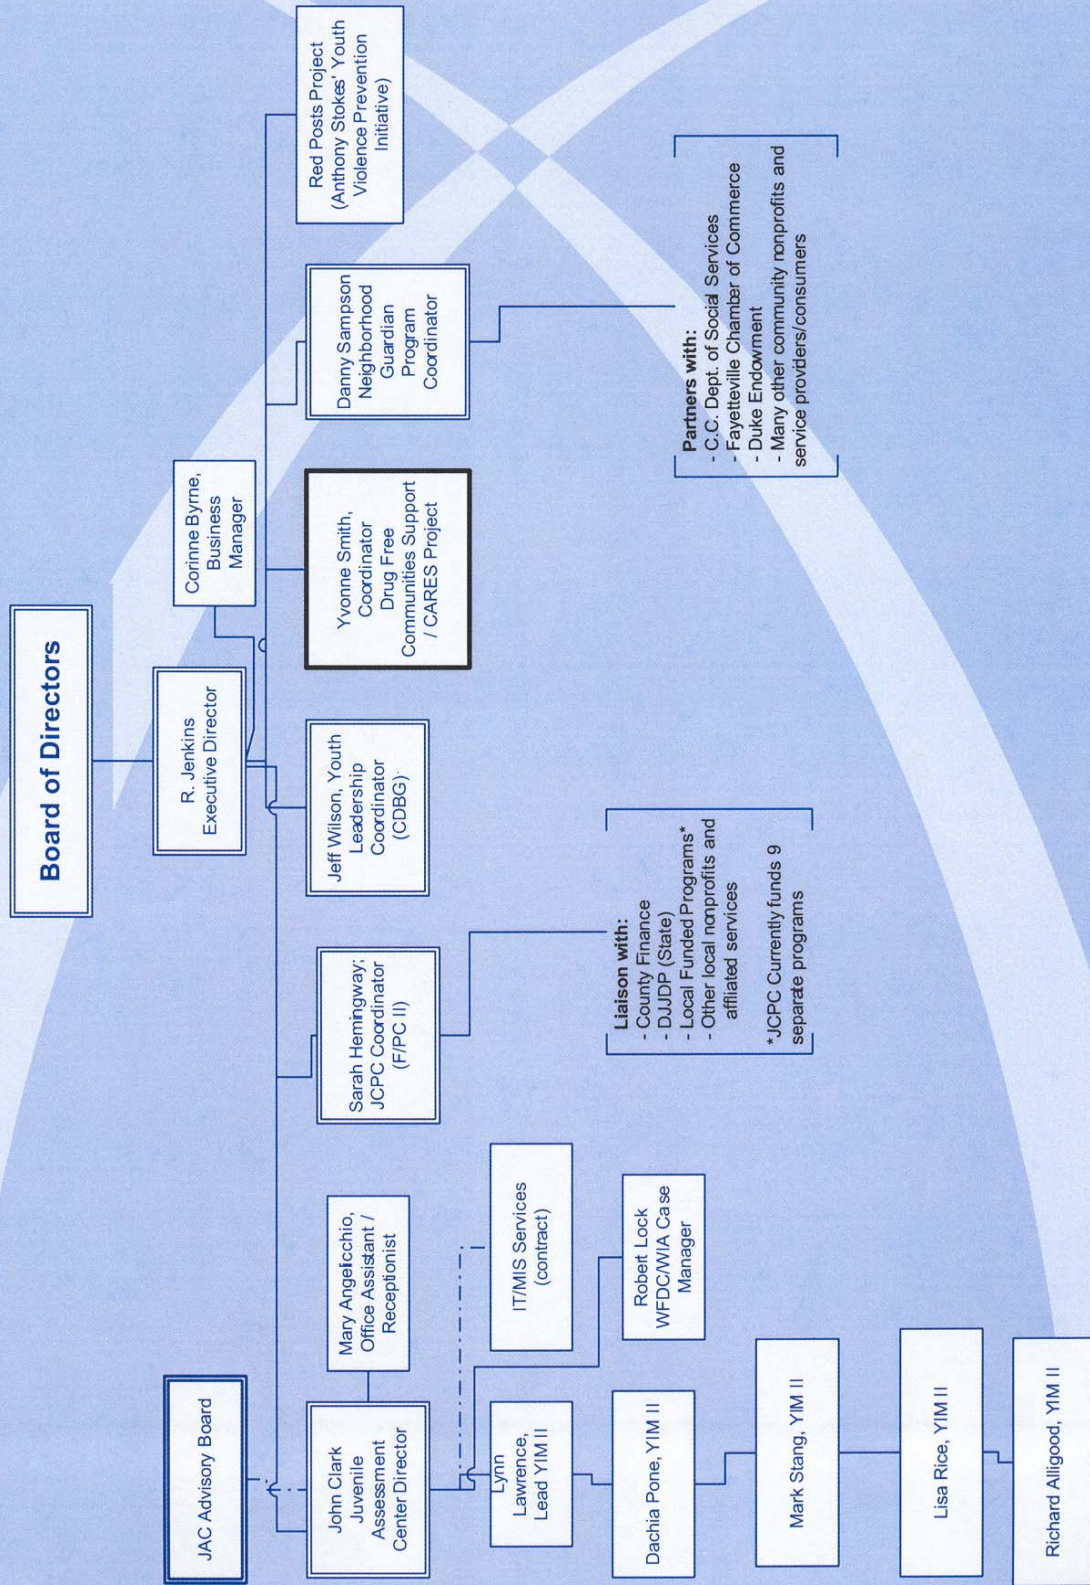 Board of Directors
R. Jenkins
Executive Director
Corinne Byrne,
Business
Manager
JAC Advisory Board
John Clark
Juvenile
Assessment
Center Director
Mary Angelicchio,
Office Assistant /
Receptionist
Sarah Hemingway;
JCPC Coordinator
(F/PC II)
Jeff Wilson, Youth
Leadership
Coordinator
(CDBG)
Yvonne Smith,
Coordinator
Drug Free
Communities Support
/ CARES Project
Danny Sampson
Neighborhood
Guardian
Program
Coordinator
Red Posts Project
(Anthony Stokes' Youth
Violence Prevention
Initiative)
Lynn
Lawrence,
Lead YIM II
IT/MIS Services
(contract)
Robert Lock
WFDC/WIA Case
Manager
Dachia Pone, YIM II
Mark Stang, YIM II
Lisa Rice, YIM II
Richard Alligood, YIM II
Liaison with:
- County Finance
- DJJDP (State)
- Local Funded Programs*
- Other local nonprofits and
affiliated services
*JCPC Currently funds 9
separate programs
Partners with:
- C.C. Dept. of Social Services
- Fayetteville Chamber of Commerce
- Duke Endowment
- Many other community nonprofits and
service providers/consumers